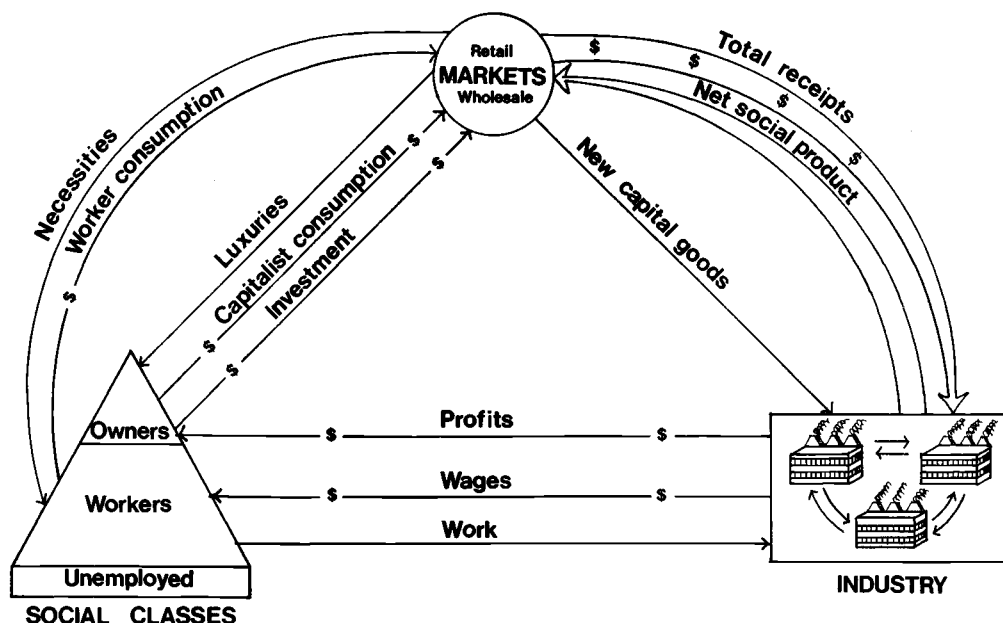 Retail
MARKETS
Wholesale
$ $ $ $
Total receipts
Net social product
Necessities
$ Worker consumption
Luxuries
$ Capitalist consumption $
$ Investment $
New capital goods
Owners
Workers
Unemployed
SOCIAL CLASSES
Profits
$ $
Wages
$ $
Work
INDUSTRY